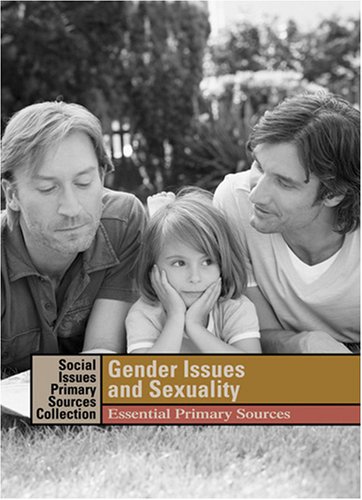 Social
Issues
Primary
Sources
Collection
Gender Issues
and Sexuality
Essential Primary Sources